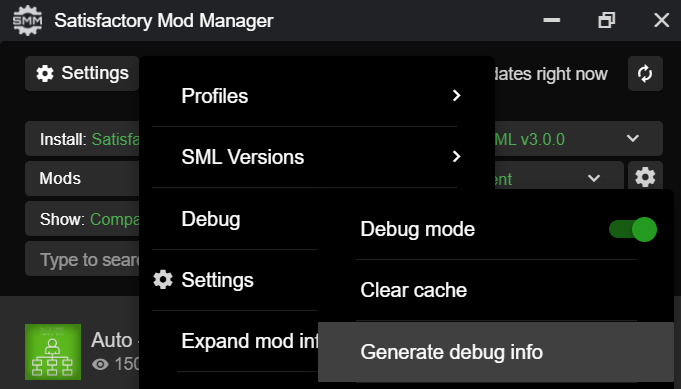 SMM Satisfactory Mod Manager
Settings
dates right now
Profiles
Install: Satisfa
ML v3.0.0
SML Versions
Mods
ent
Show: Compa
Debug
Debug mode
Type to sear
Settings
Clear cache
Auto
Expand mod inf
150
Generate debug info